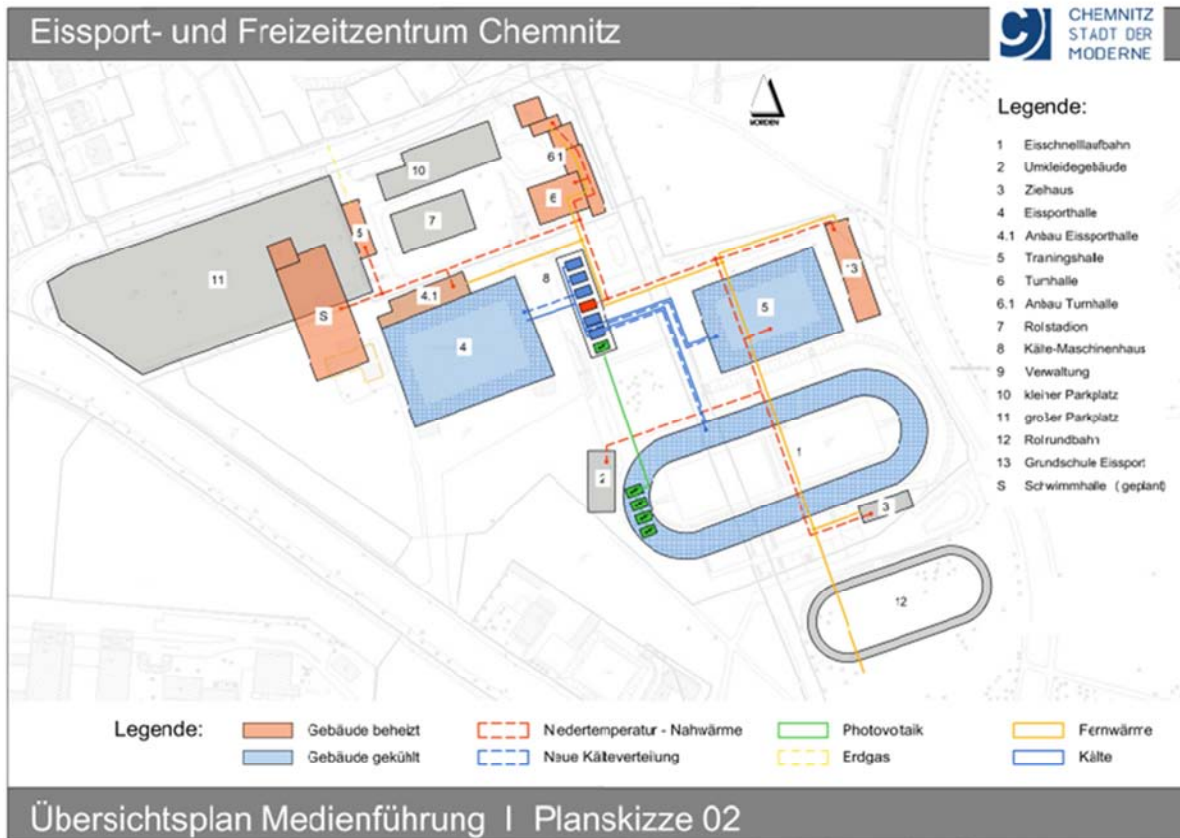 Eissport- und Freizeitzentrum Chemnitz
CHEMNITZ
STADT DER
MODERNE
NORDEN
Legende:
1 Eisschnelllaufbahn
2 Umkleidegebäude
3 Ziehaus
4 Eissporthalle
4.1 Anbau Eissporthalle
5 Traningshalle
6 Turnhalle
6.1 Anbau Turnhalle
7 Rolstadion
8 Kälte-Maschinenhaus
9 Verwaltung
10 kleiner Parkplatz
11 großer Parkplatz
12 Rolrundbahn
13 Grundschule Eissport
S Schwimmhalle ( geplant)
10
6.1
6
7
5
11
S
4.1
8
4
5
13
1
2
3
12
Legende:
Gebäude beheizt
Nedertemperatur - Nahwärme
Photovotaik
Fernwärme
Gebäude gekühlt
Neue Kälteverteilung
Erdgas
Kälte
Übersichtsplan Medienführung I Planskizze 02